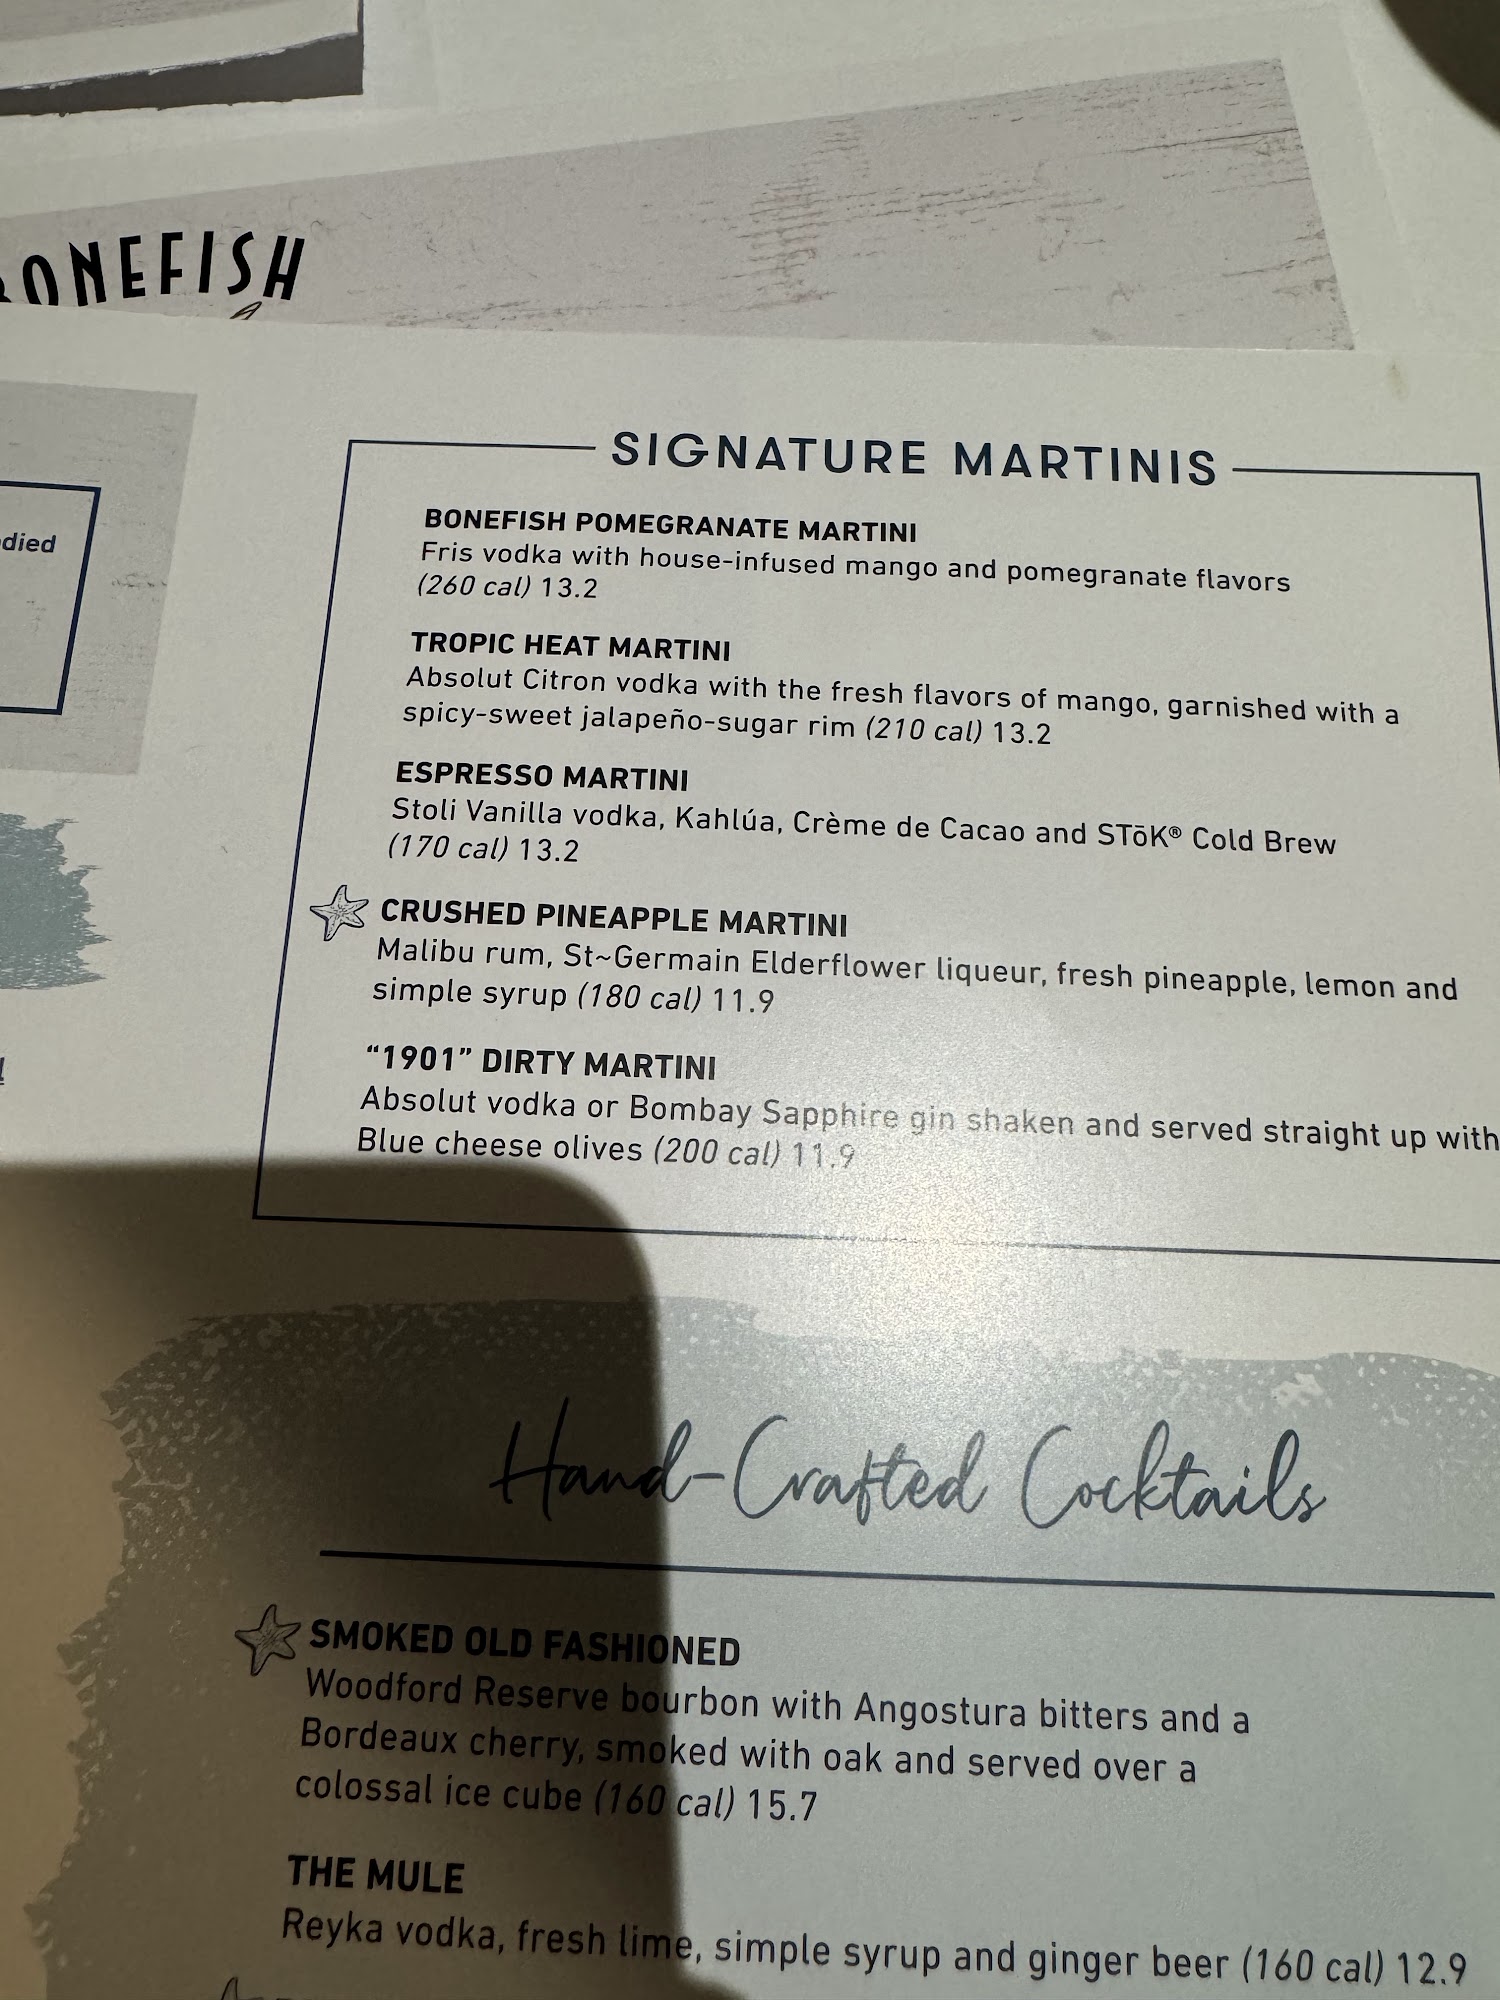 BONEFISH
died
SIGNATURE MARTINIS
BONEFISH POMEGRANATE MARTINI
Fris vodka with house-infused mango and pomegranate flavors
(260 cal) 13.2
TROPIC HEAT MARTINI
Absolut Citron vodka with the fresh flavors of mango, garnished with a
spicy-sweet jalapeño-sugar rim (210 cal) 13.2
ESPRESSO MARTINI
Stoli Vanilla vodka, Kahlúa, Crème de Cacao and STōK® Cold Brew
(170 cal) 13.2
CRUSHED PINEAPPLE MARTINI
Malibu rum, St~Germain Elderflower liqueur, fresh pineapple, lemon and
simple syrup (180 cal) 11.9
“1901” DIRTY MARTINI
Absolut vodka or Bombay Sapphire gin shaken and served straight up with
Blue cheese olives (200 cal) 11.9
Hand-Crafted Cocktails
SMOKED OLD FASHIONED
Woodford Reserve bourbon with Angostura bitters and a
Bordeaux cherry, smoked with oak and served over a
colossal ice cube (160 cal) 15.7
THE MULE
Reyka vodka, fresh lime, simple syrup and ginger beer (160 cal) 12.9